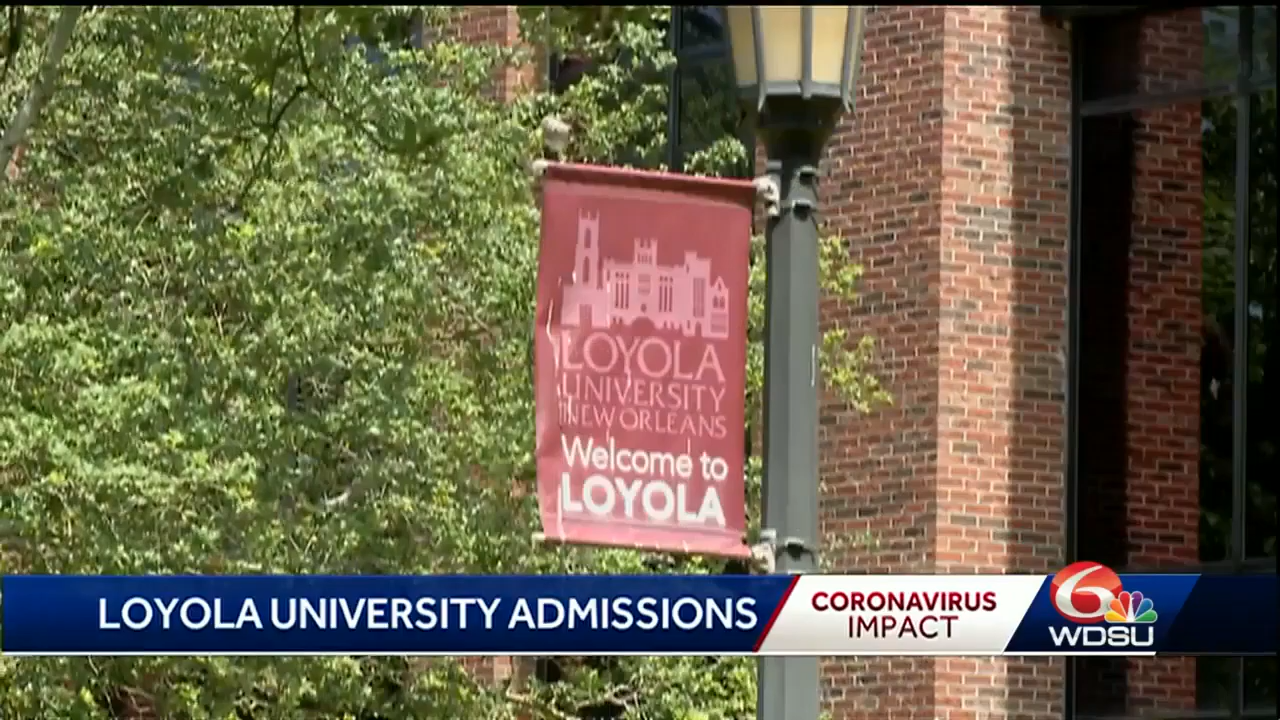 LOYOLA
UNIVERSITY
NEW ORLEANS
Welcome to
LOYOLA
LOYOLA UNIVERSITY ADMISSIONS
CORONAVIRUS
IMPACT
6
WDSU